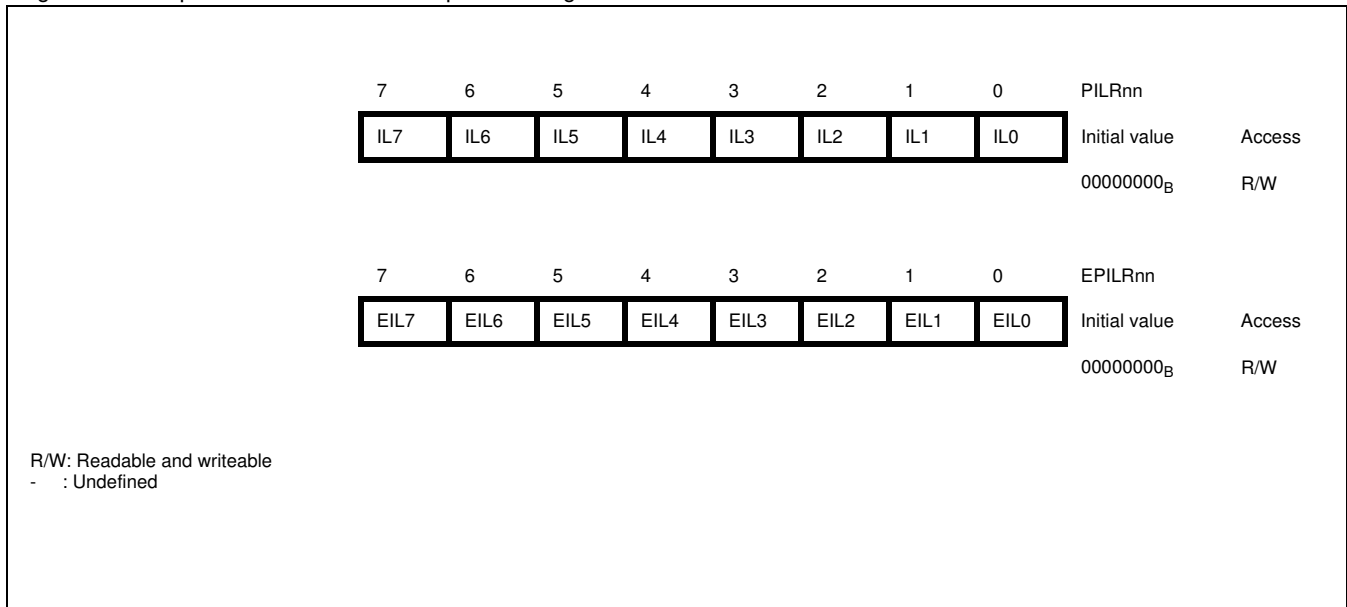 7 6 5 4 3 2 1 0 PILRnn
IL7 IL6 IL5 IL4 IL3 IL2 IL1 IL0 Initial value Access
00000000B R/W
7 6 5 4 3 2 1 0 EPILRnn
EIL7 EIL6 EIL5 EIL4 EIL3 EIL2 EIL1 EIL0 Initial value Access
00000000B R/W
R/W: Readable and writeable
- : Undefined